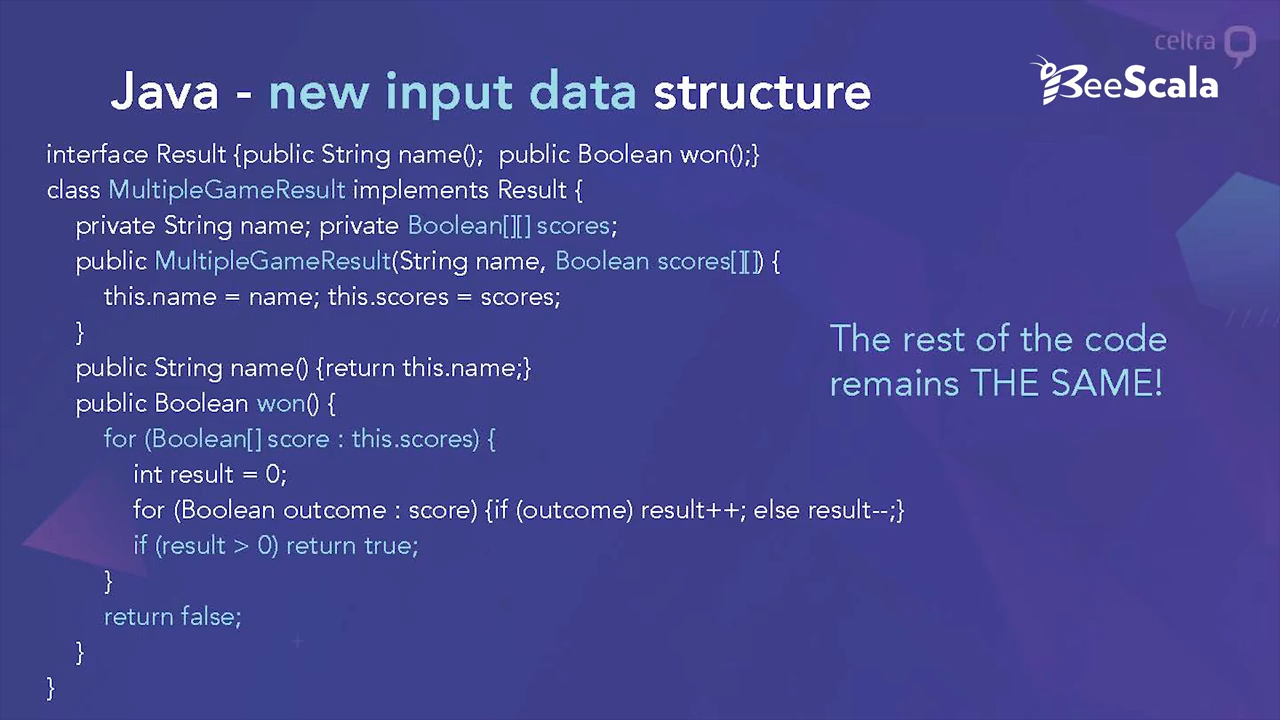 celtra
BeeScala
Java - new input data structure
interface Result {public String name(); public Boolean won();}
class MultipleGameResult implements Result {
private String name; private Boolean[][] scores;
public MultipleGameResult(String name, Boolean scores[][]) {
this.name = name; this.scores = scores;
}
public String name() {return this.name;}
public Boolean won() {
for (Boolean[] score : this.scores) {
int result = 0;
for (Boolean outcome : score) {if (outcome) result++; else result--;}
if (result > 0) return true;
}
return false;
}
}
The rest of the code
remains THE SAME!